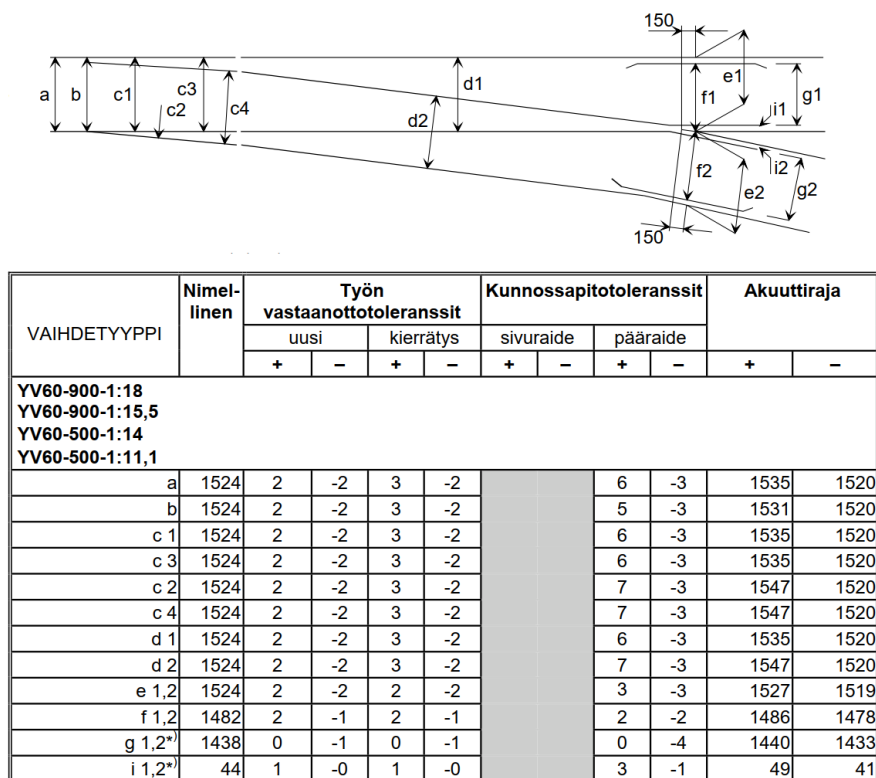 150
a b c1 c2 c3 c4 d1 d2 e1 f1 g1 i1
i2 f2 e2 g2
150
VAIHDETYYPPI Nimel-linen Työn vastaanottotoleranssit Kunnossapitotoleranssit Akuuttiraja
uusi kierrätys sivuraide pääraide
+ – + – + – + – + –
YV60-900-1:18
YV60-900-1:15,5
YV60-500-1:14
YV60-500-1:11,1
a 1524 2 -2 3 -2 6 -3 1535 1520
b 1524 2 -2 3 -2 5 -3 1531 1520
c 1 1524 2 -2 3 -2 6 -3 1535 1520
c 3 1524 2 -2 3 -2 6 -3 1535 1520
c 2 1524 2 -2 3 -2 7 -3 1547 1520
c 4 1524 2 -2 3 -2 7 -3 1547 1520
d 1 1524 2 -2 3 -2 6 -3 1535 1520
d 2 1524 2 -2 3 -2 7 -3 1547 1520
e 1,2 1524 2 -2 2 -2 3 -3 1527 1519
f 1,2 1482 2 -1 2 -1 2 -2 1486 1478
g 1,2*) 1438 0 -1 0 -1 0 -4 1440 1433
i 1,2*) 44 1 -0 1 -0 3 -1 49 41